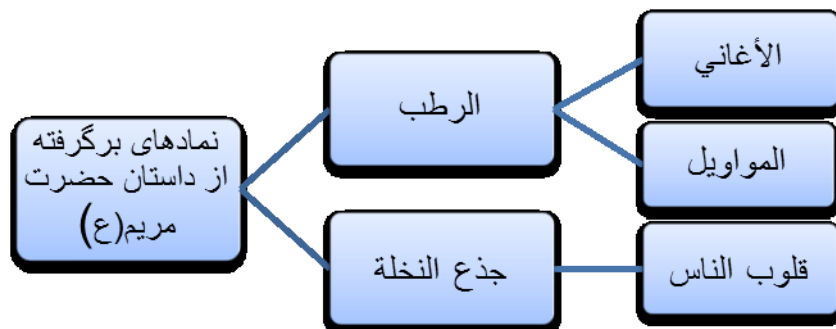 نمادهای برگرفته
از داستان حضرت
مریم(ع)
الرطب
الأغاني
المواويل
جذع النخلة
قلوب الناس